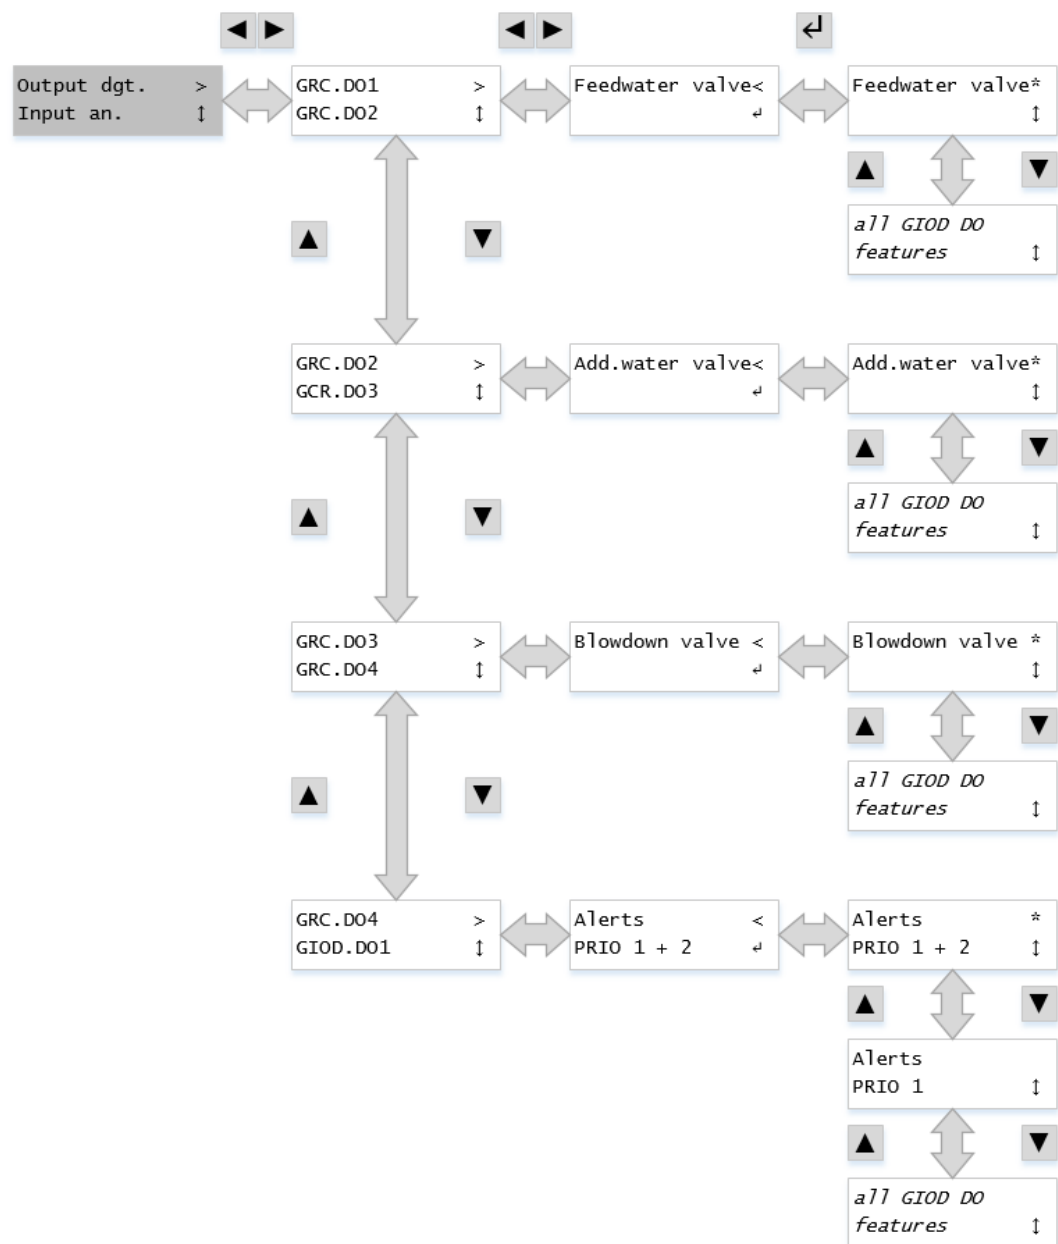 Output dgt. >
Input an. ↕
GRC.DO1 >
GRC.DO2 ↕
Feedwater valve<
↵
Feedwater valve*
↕
all GIOD DO
features ↕
GRC.DO2 >
GCR.DO3 ↕
Add.water valve<
↵
Add.water valve*
↕
all GIOD DO
features ↕
GRC.DO3 >
GRC.DO4 ↕
Blowdown valve <
↵
Blowdown valve *
↕
all GIOD DO
features ↕
GRC.DO4 >
GIOD.DO1 ↕
Alerts <
PRIO 1 + 2 ↵
Alerts *
PRIO 1 + 2 ↕
Alerts
PRIO 1 ↕
all GIOD DO
features ↕